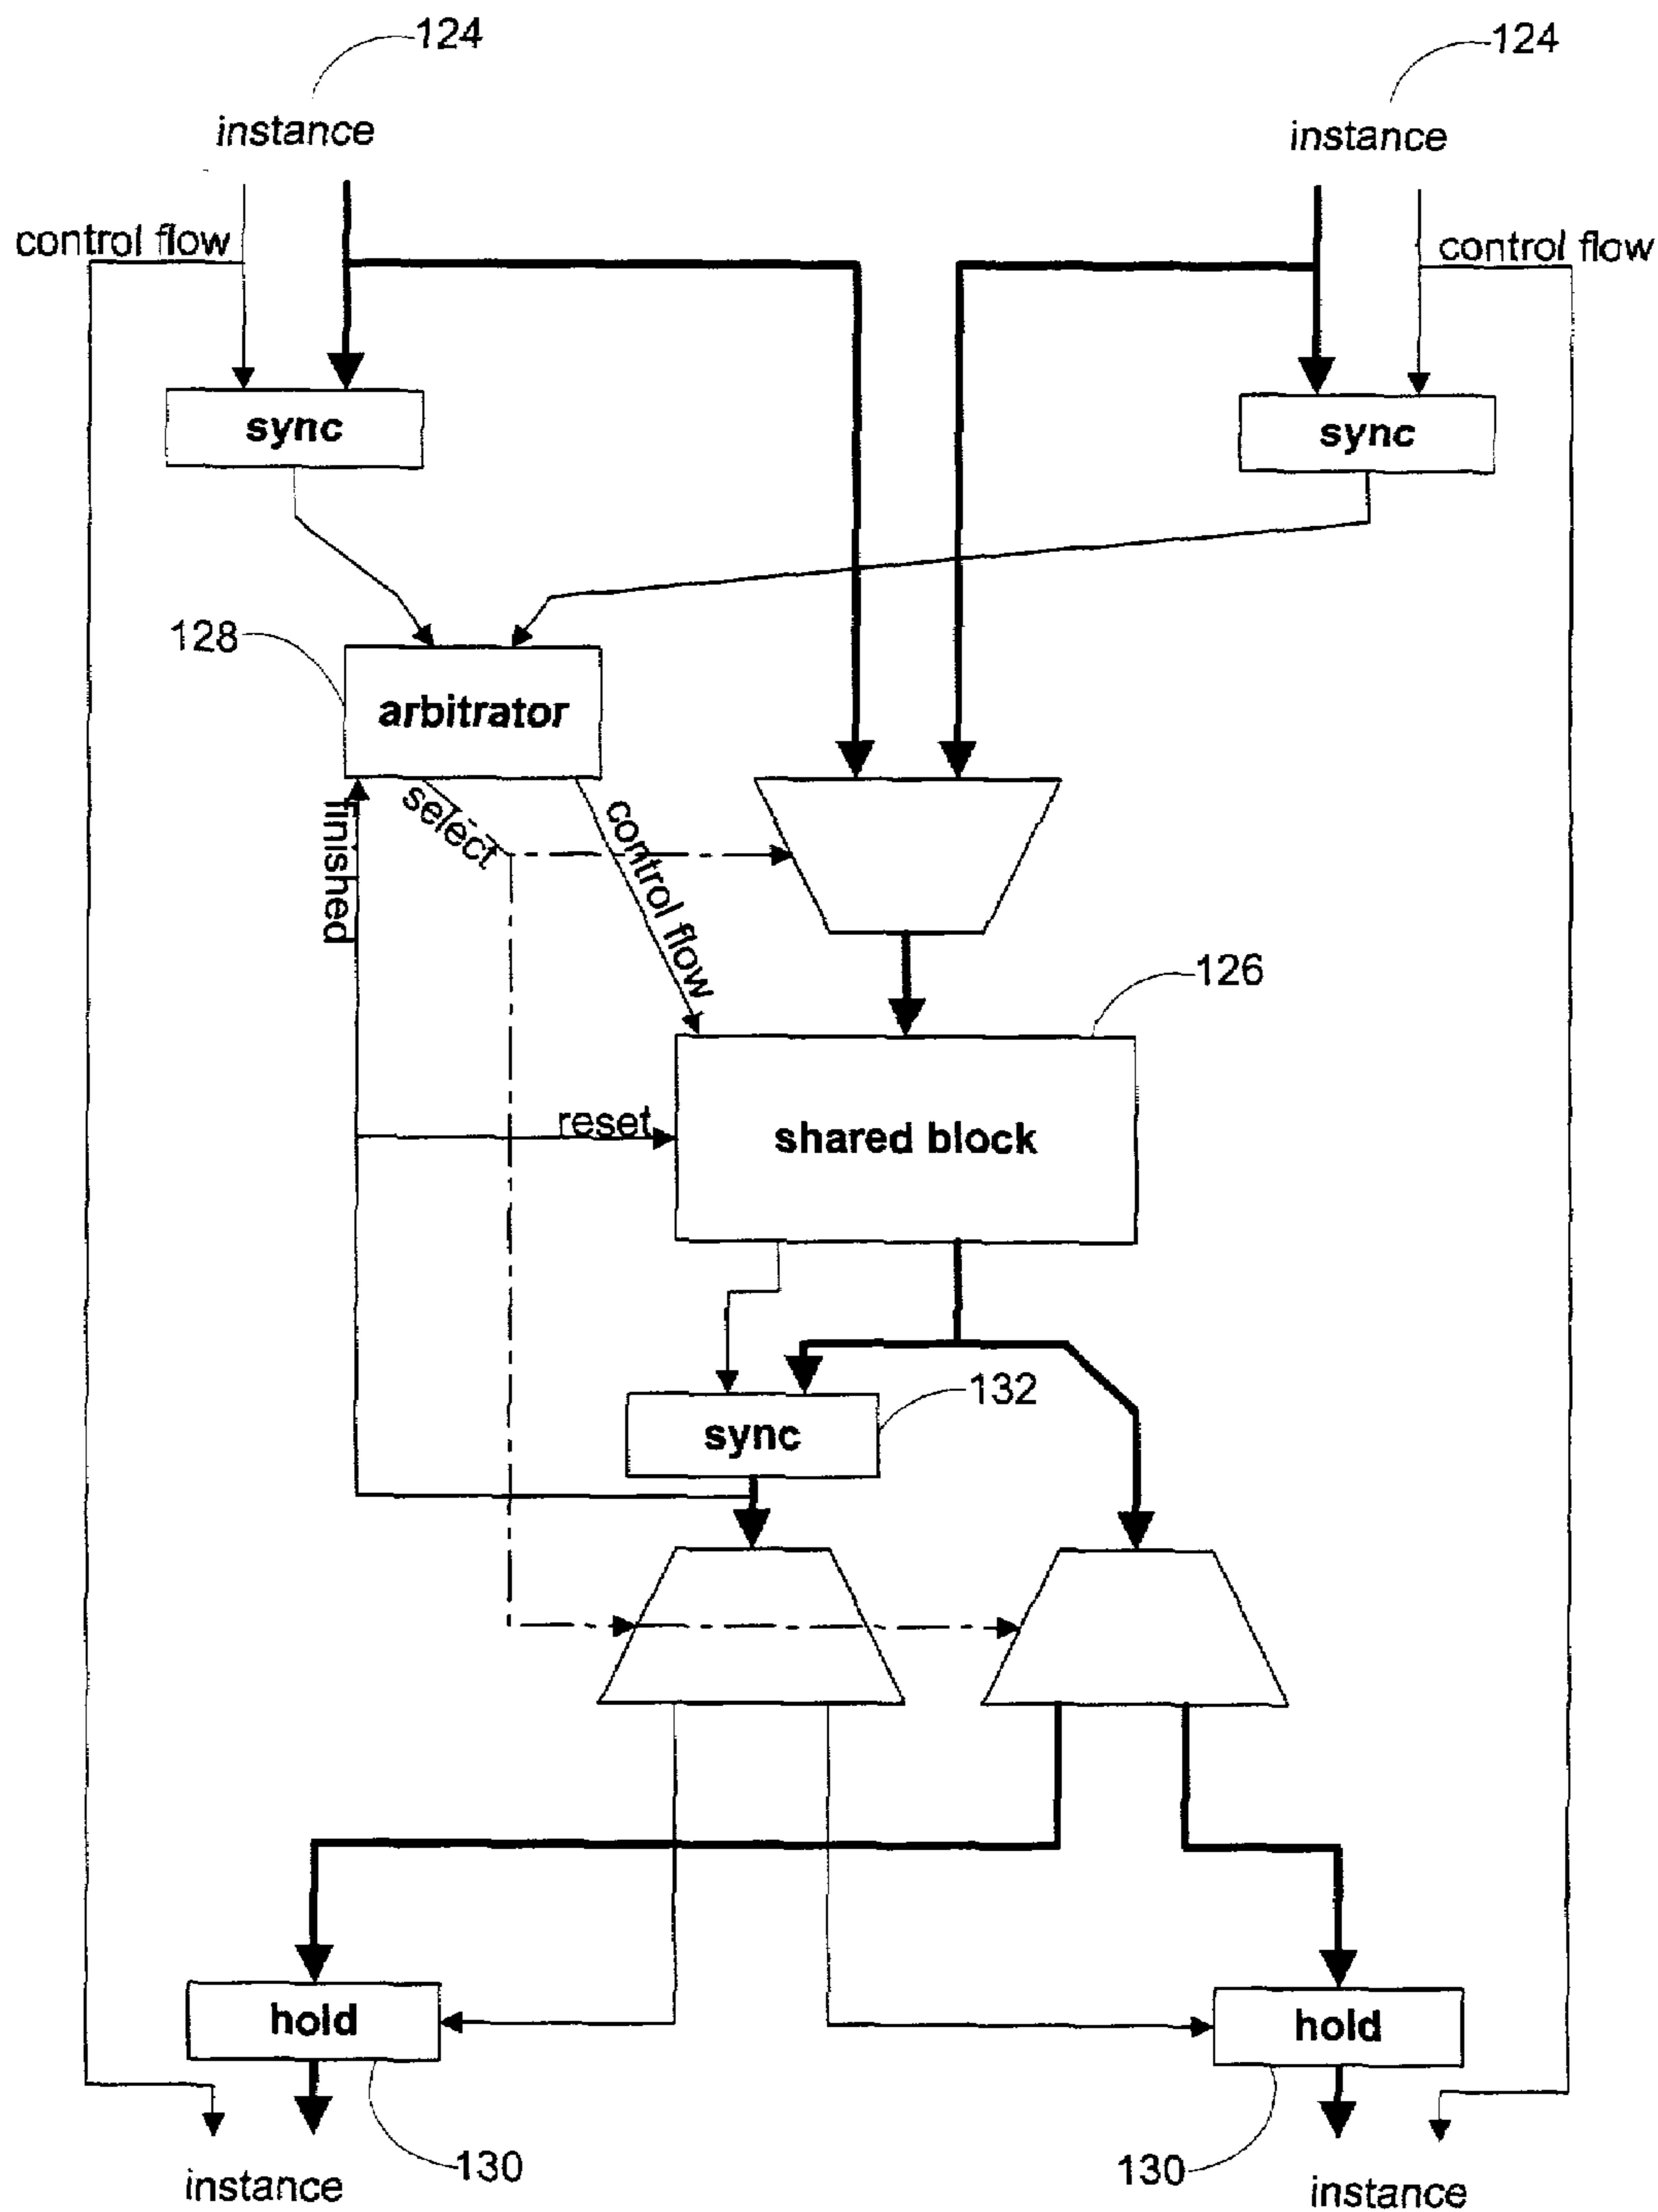 124
124
instance
instance
control flow
control flow
sync
sync
128
arbitrator
finished
select
control flow
126
reset
shared block
132
sync
hold
hold
130
130
instance
instance